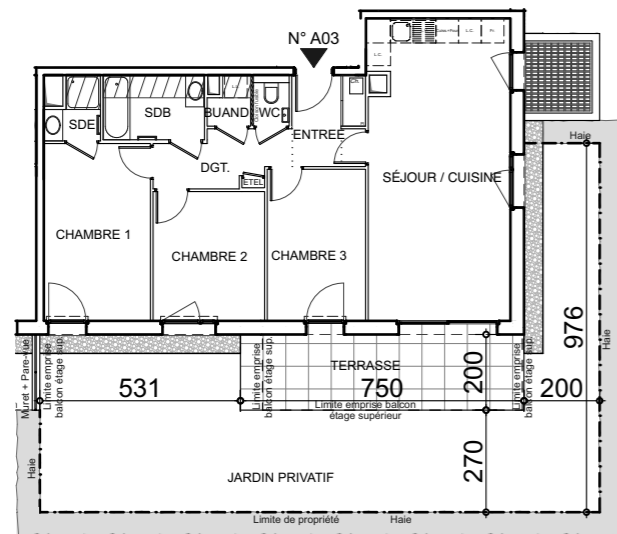 N° A03
L.C.
L.C.
Fr.
L.C.
Ch.
SDE
SDB
BUAND.
WC
ENTREE
DGT.
ETEL
SÉJOUR / CUISINE
CHAMBRE 1
CHAMBRE 2
CHAMBRE 3
Haie
976
Haie
Muret + Pare-vue
Limite emprise
balcon étage sup.
Limite emprise
balcon étage sup.
TERRASSE
Limite emprise
balcon étage sup.
531
750
200
200
Limite emprise balcon
étage supérieur
270
Haie
JARDIN PRIVATIF
Limite de propriété
Haie